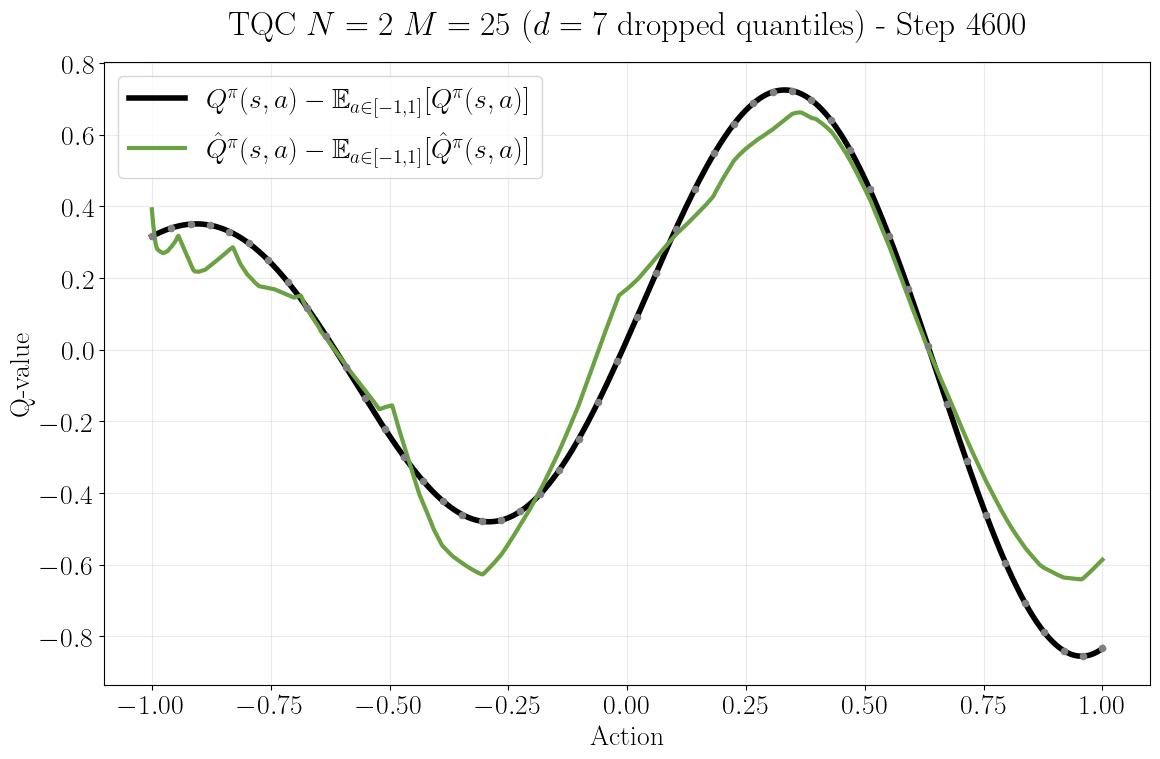 TQC N = 2 M = 25 (d = 7 dropped quantiles) - Step 4600
Q^π(s, a) − 𝔼_{a∈[−1,1]}[Q^π(s, a)]
Q̂^π(s, a) − 𝔼_{a∈[−1,1]}[Q̂^π(s, a)]
0.8
0.6
0.4
0.2
0.0
−0.2
−0.4
−0.6
−0.8
Q-value
−1.00 −0.75 −0.50 −0.25 0.00 0.25 0.50 0.75 1.00
Action